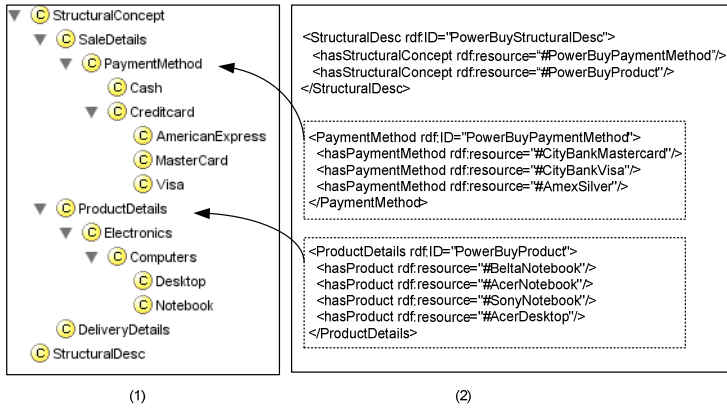 StructuralConcept
SaleDetails
PaymentMethod
Cash
Creditcard
AmericanExpress
MasterCard
Visa
ProductDetails
Electronics
Computers
Desktop
Notebook
DeliveryDetails
StructuralDesc
(1)
<StructuralDesc rdf:ID="PowerBuyStructuralDesc">
<hasStructuralConcept rdf:resource="#PowerBuyPaymentMethod"/>
<hasStructuralConcept rdf:resource="#PowerBuyProduct"/>
</StructuralDesc>
<PaymentMethod rdf:ID="PowerBuyPaymentMethod">
<hasPaymentMethod rdf:resource="#CityBankMastercard"/>
<hasPaymentMethod rdf:resource="#CityBankVisa"/>
<hasPaymentMethod rdf:resource="#AmexSilver"/>
</PaymentMethod>
<ProductDetails rdf:ID="PowerBuyProduct">
<hasProduct rdf:resource="#BeltaNotebook"/>
<hasProduct rdf:resource="#AcerNotebook"/>
<hasProduct rdf:resource="#SonyNotebook"/>
<hasProduct rdf:resource="#AcerDesktop"/>
</ProductDetails>
(2)